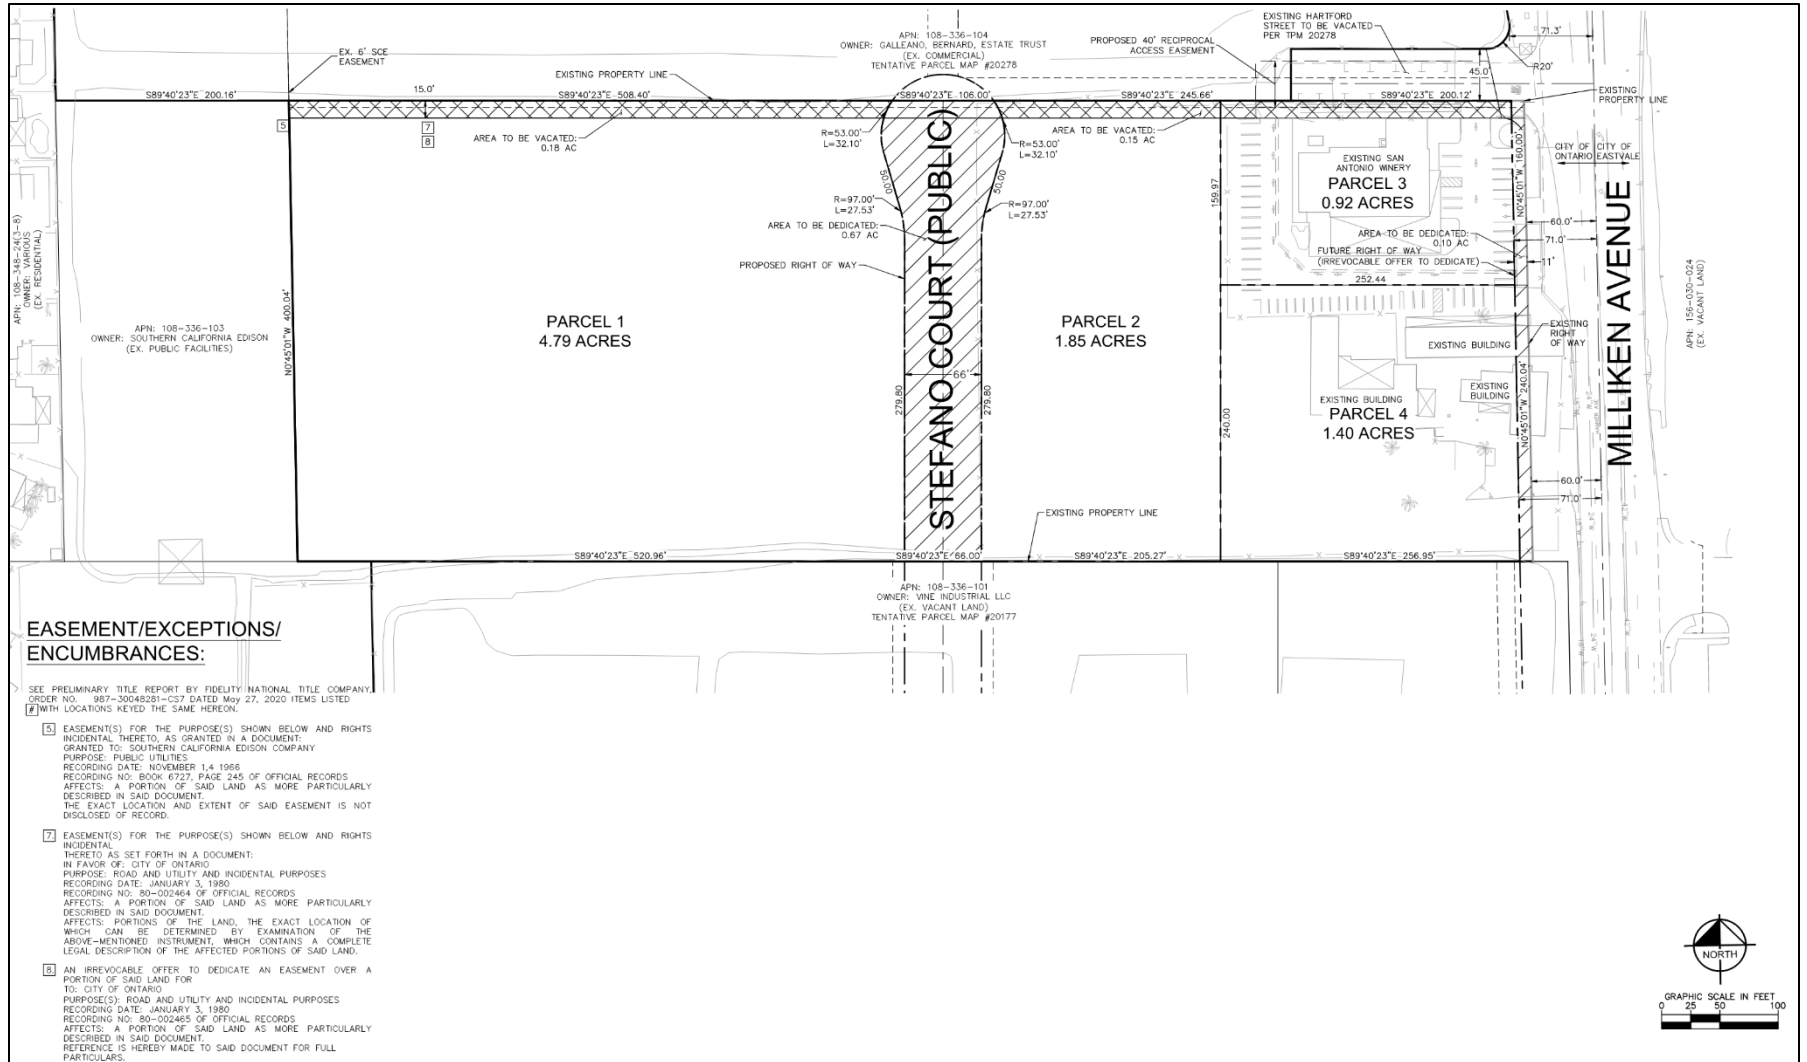 APN: 108-336-104
OWNER: GALLEANO, BERNARD, ESTATE TRUST
(EX. COMMERCIAL)
TENTATIVE PARCEL MAP #20278
EXISTING HARTFORD
STREET TO BE VACATED
PER TPM 20278
PROPOSED 40' RECIPROCAL
ACCESS EASEMENT
71.3'
R20'
45.0'
EX. 6' SCE
EASEMENT
EXISTING PROPERTY LINE
EXISTING
PROPERTY LINE
S89°40'23"E 200.16'
15.0'
S89°40'23"E 508.40'
S89°40'23"E 106.00'
S89°40'23"E 245.66'
S89°40'23"E 200.12'
5
7
8
AREA TO BE VACATED:
0.18 AC
R=53.00'
L=32.10'
R=53.00'
L=32.10'
AREA TO BE VACATED:
0.15 AC
50.00
50.00
R=97.00'
L=27.53'
R=97.00'
L=27.53'
AREA TO BE DEDICATED:
0.67 AC
PROPOSED RIGHT OF WAY
STEFANO COURT (PUBLIC)
159.97
EXISTING SAN
ANTONIO WINERY
PARCEL 3
0.92 ACRES
N0°45'01"W 160.00'
CITY OF
ONTARIO
CITY OF
EASTVALE
60.0'
71.0'
11'
AREA TO BE DEDICATED:
0.10 AC
FUTURE RIGHT OF WAY
(IRREVOCABLE OFFER TO DEDICATE)
252.44
MILLIKEN AVENUE
APN: 156-030-024
(EX. VACANT LAND)
APN: 108-348-24(3-8)
OWNER: VARIOUS
(EX. RESIDENTIAL)
APN: 108-336-103
OWNER: SOUTHERN CALIFORNIA EDISON
(EX. PUBLIC FACILITIES)
N0°45'01"W 400.04'
PARCEL 1
4.79 ACRES
PARCEL 2
1.85 ACRES
66'
279.80
279.80
240.00
EXISTING BUILDING
EXISTING
RIGHT
OF WAY
EXISTING
BUILDING
EXISTING BUILDING
PARCEL 4
1.40 ACRES
N0°45'01"W 240.04'
60.0'
71.0'
EXISTING PROPERTY LINE
S89°40'23"E 520.96'
S89°40'23"E 66.00'
S89°40'23"E 205.27'
S89°40'23"E 256.95'
APN: 108-336-101
OWNER: VINE INDUSTRIAL LLC
(EX. VACANT LAND)
TENTATIVE PARCEL MAP #20177
EASEMENT/EXCEPTIONS/
ENCUMBRANCES:
SEE PRELIMINARY TITLE REPORT BY FIDELITY NATIONAL TITLE COMPANY,
ORDER NO. 987-30048281-CS7 DATED May 27, 2020 ITEMS LISTED
# WITH LOCATIONS KEYED THE SAME HEREON.
5. EASEMENT(S) FOR THE PURPOSE(S) SHOWN BELOW AND RIGHTS
INCIDENTAL THERETO, AS GRANTED IN A DOCUMENT:
GRANTED TO: SOUTHERN CALIFORNIA EDISON COMPANY
PURPOSE: PUBLIC UTILITIES
RECORDING DATE: NOVEMBER 1,4 1966
RECORDING NO: BOOK 6727, PAGE 245 OF OFFICIAL RECORDS
AFFECTS: A PORTION OF SAID LAND AS MORE PARTICULARLY
DESCRIBED IN SAID DOCUMENT.
THE EXACT LOCATION AND EXTENT OF SAID EASEMENT IS NOT
DISCLOSED OF RECORD.
7. EASEMENT(S) FOR THE PURPOSE(S) SHOWN BELOW AND RIGHTS
INCIDENTAL
THERETO AS SET FORTH IN A DOCUMENT:
IN FAVOR OF: CITY OF ONTARIO
PURPOSE: ROAD AND UTILITY AND INCIDENTAL PURPOSES
RECORDING DATE: JANUARY 3, 1980
RECORDING NO: 80-002464 OF OFFICIAL RECORDS
AFFECTS: A PORTION OF SAID LAND AS MORE PARTICULARLY
DESCRIBED IN SAID DOCUMENT.
AFFECTS: PORTIONS OF THE LAND, THE EXACT LOCATION OF
WHICH CAN BE DETERMINED BY EXAMINATION OF THE
ABOVE-MENTIONED INSTRUMENT, WHICH CONTAINS A COMPLETE
LEGAL DESCRIPTION OF THE AFFECTED PORTIONS OF SAID LAND.
8. AN IRREVOCABLE OFFER TO DEDICATE AN EASEMENT OVER A
PORTION OF SAID LAND FOR
TO: CITY OF ONTARIO
PURPOSE(S): ROAD AND UTILITY AND INCIDENTAL PURPOSES
RECORDING DATE: JANUARY 3, 1980
RECORDING NO: 80-002465 OF OFFICIAL RECORDS
AFFECTS: A PORTION OF SAID LAND AS MORE PARTICULARLY
DESCRIBED IN SAID DOCUMENT.
REFERENCE IS HEREBY MADE TO SAID DOCUMENT FOR FULL
PARTICULARS.
NORTH
GRAPHIC SCALE IN FEET
0 25 50 100